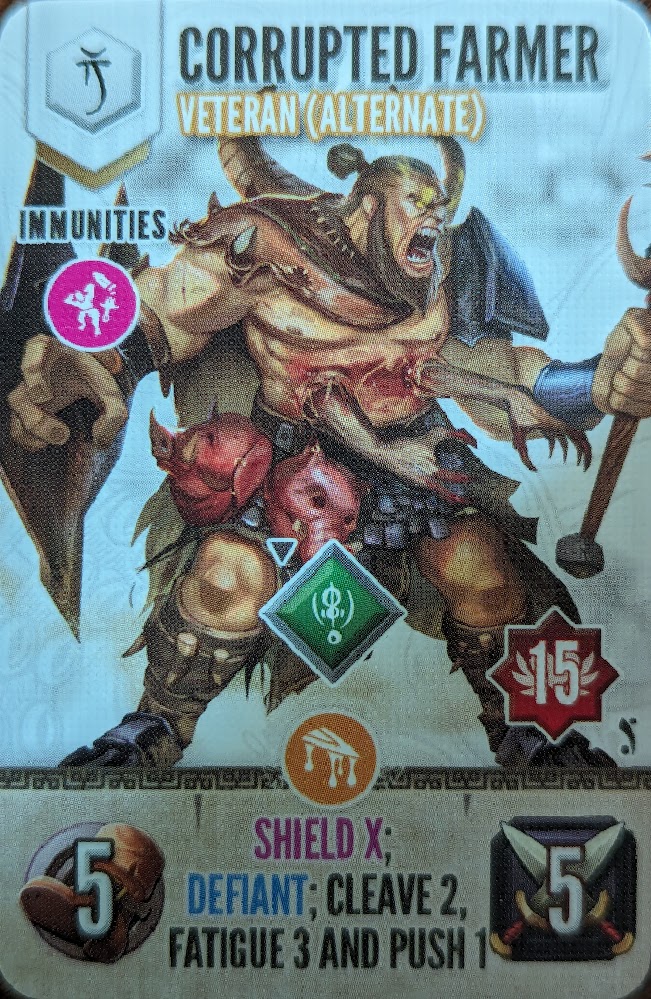 CORRUPTED FARMER
VETERAN (ALTERNATE)
IMMUNITIES
15
5
SHIELD X;
DEFIANT; CLEAVE 2,
FATIGUE 3 AND PUSH 1
5